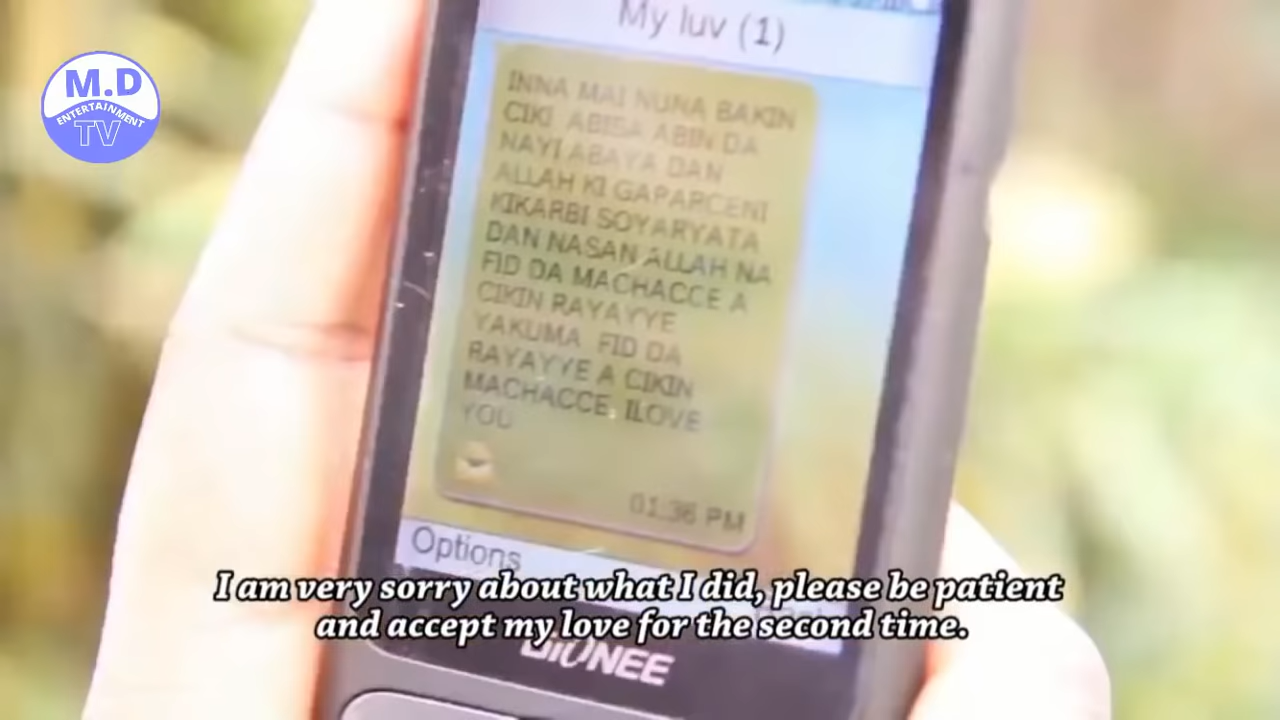 M.D
ENTERTAINMENT
TV
My luv (1)
INNA MAI NUNA BAKIN
CIKI ABISA ABIN DA
NAYI ABAYA DAN
ALLAH KI GAPARCENI
KIKARBI SOYARYATA
DAN NASAN ALLAH NA
FID DA MACHACCE A
CIKIN RAYAYYE
YAKUMA FID DA
RAYAYYE A CIKIN
MACHACCE. ILOVE
YOU
01:36 PM
Options
I am very sorry about what I did, please be patient
and accept my love for the second time.